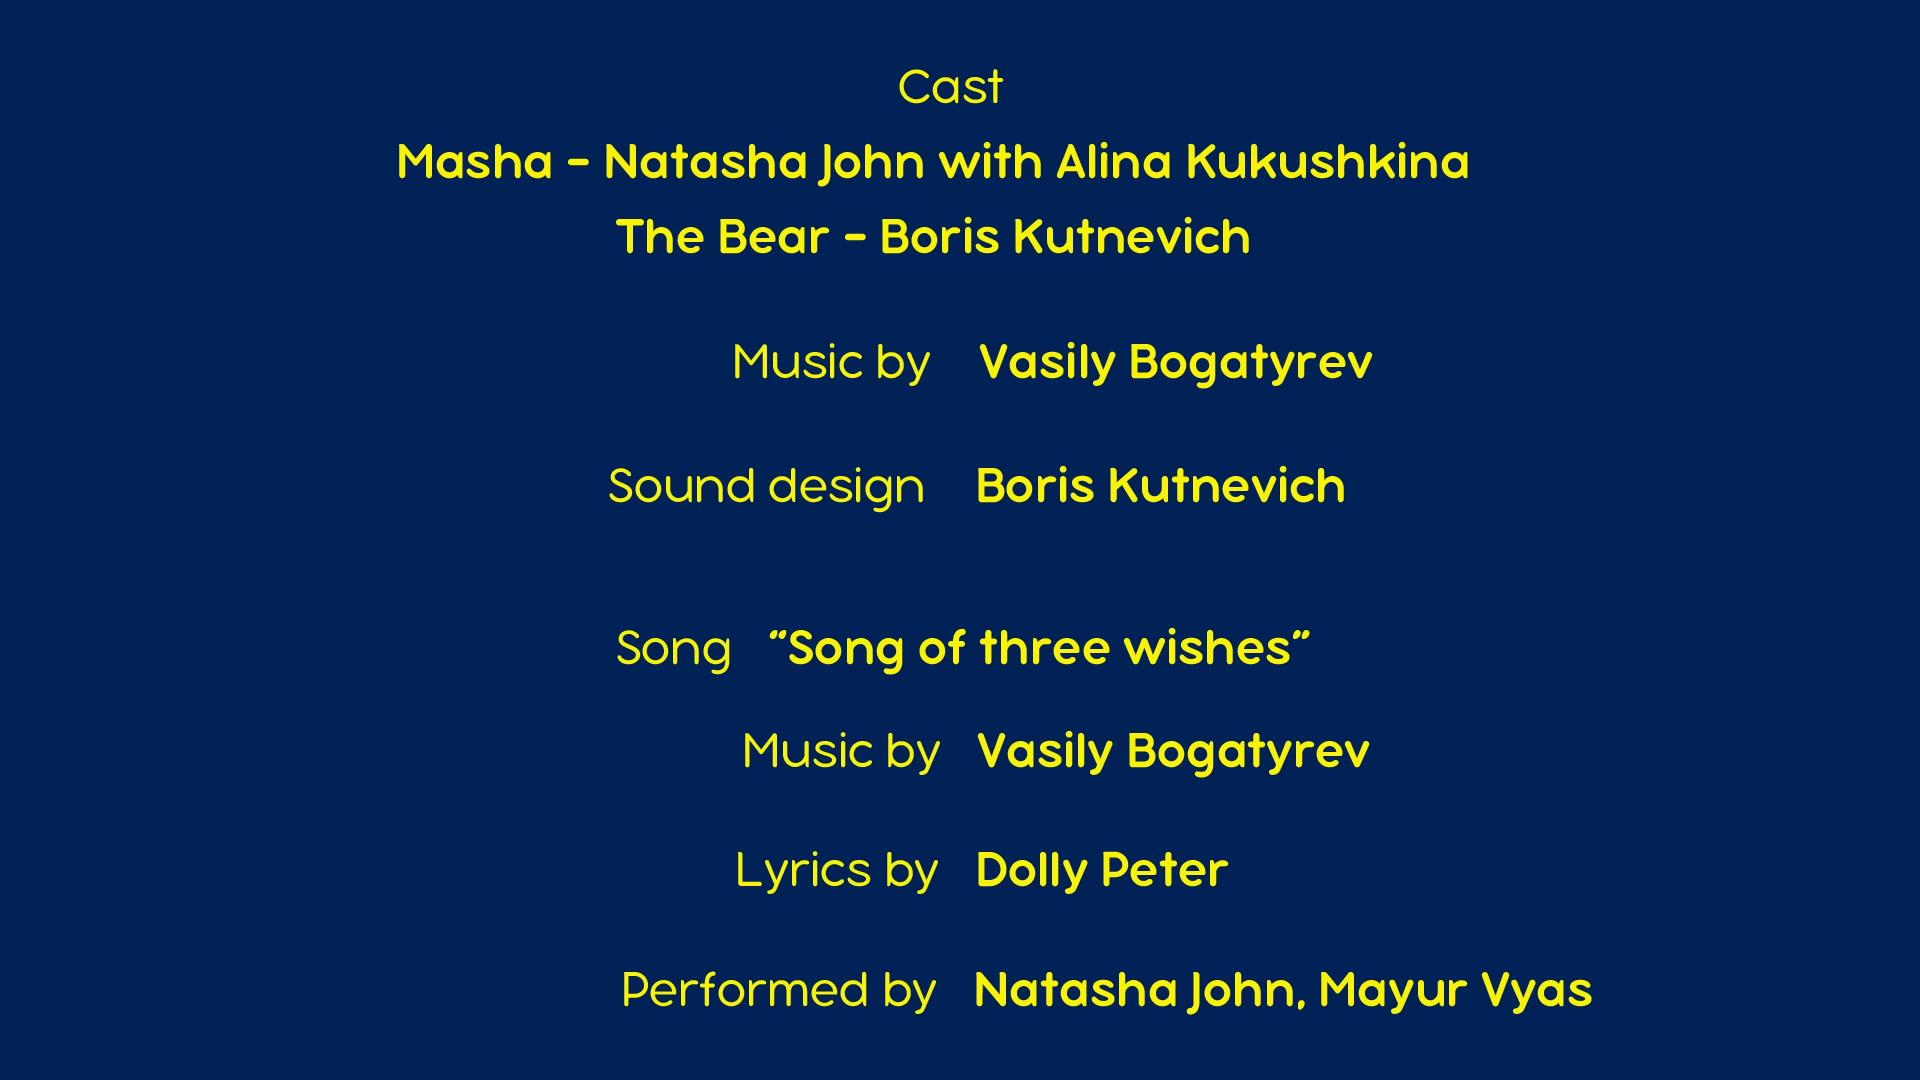 Cast
Masha - Natasha John with Alina Kukushkina
The Bear - Boris Kutnevich
Music by Vasily Bogatyrev
Sound design Boris Kutnevich
Song “Song of three wishes”
Music by Vasily Bogatyrev
Lyrics by Dolly Peter
Performed by Natasha John, Mayur Vyas